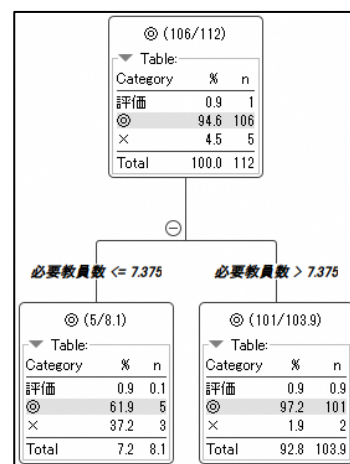 ◎ (106/112)
Table:
Category % n
評価 0.9 1
◎ 94.6 106
× 4.5 5
Total 100.0 112
必要教員数 <= 7.375
必要教員数 > 7.375
◎ (5/8.1)
Table:
Category % n
評価 0.9 0.1
◎ 61.9 5
× 37.2 3
Total 7.2 8.1
◎ (101/103.9)
Table:
Category % n
評価 0.9 0.9
◎ 97.2 101
× 1.9 2
Total 92.8 103.9